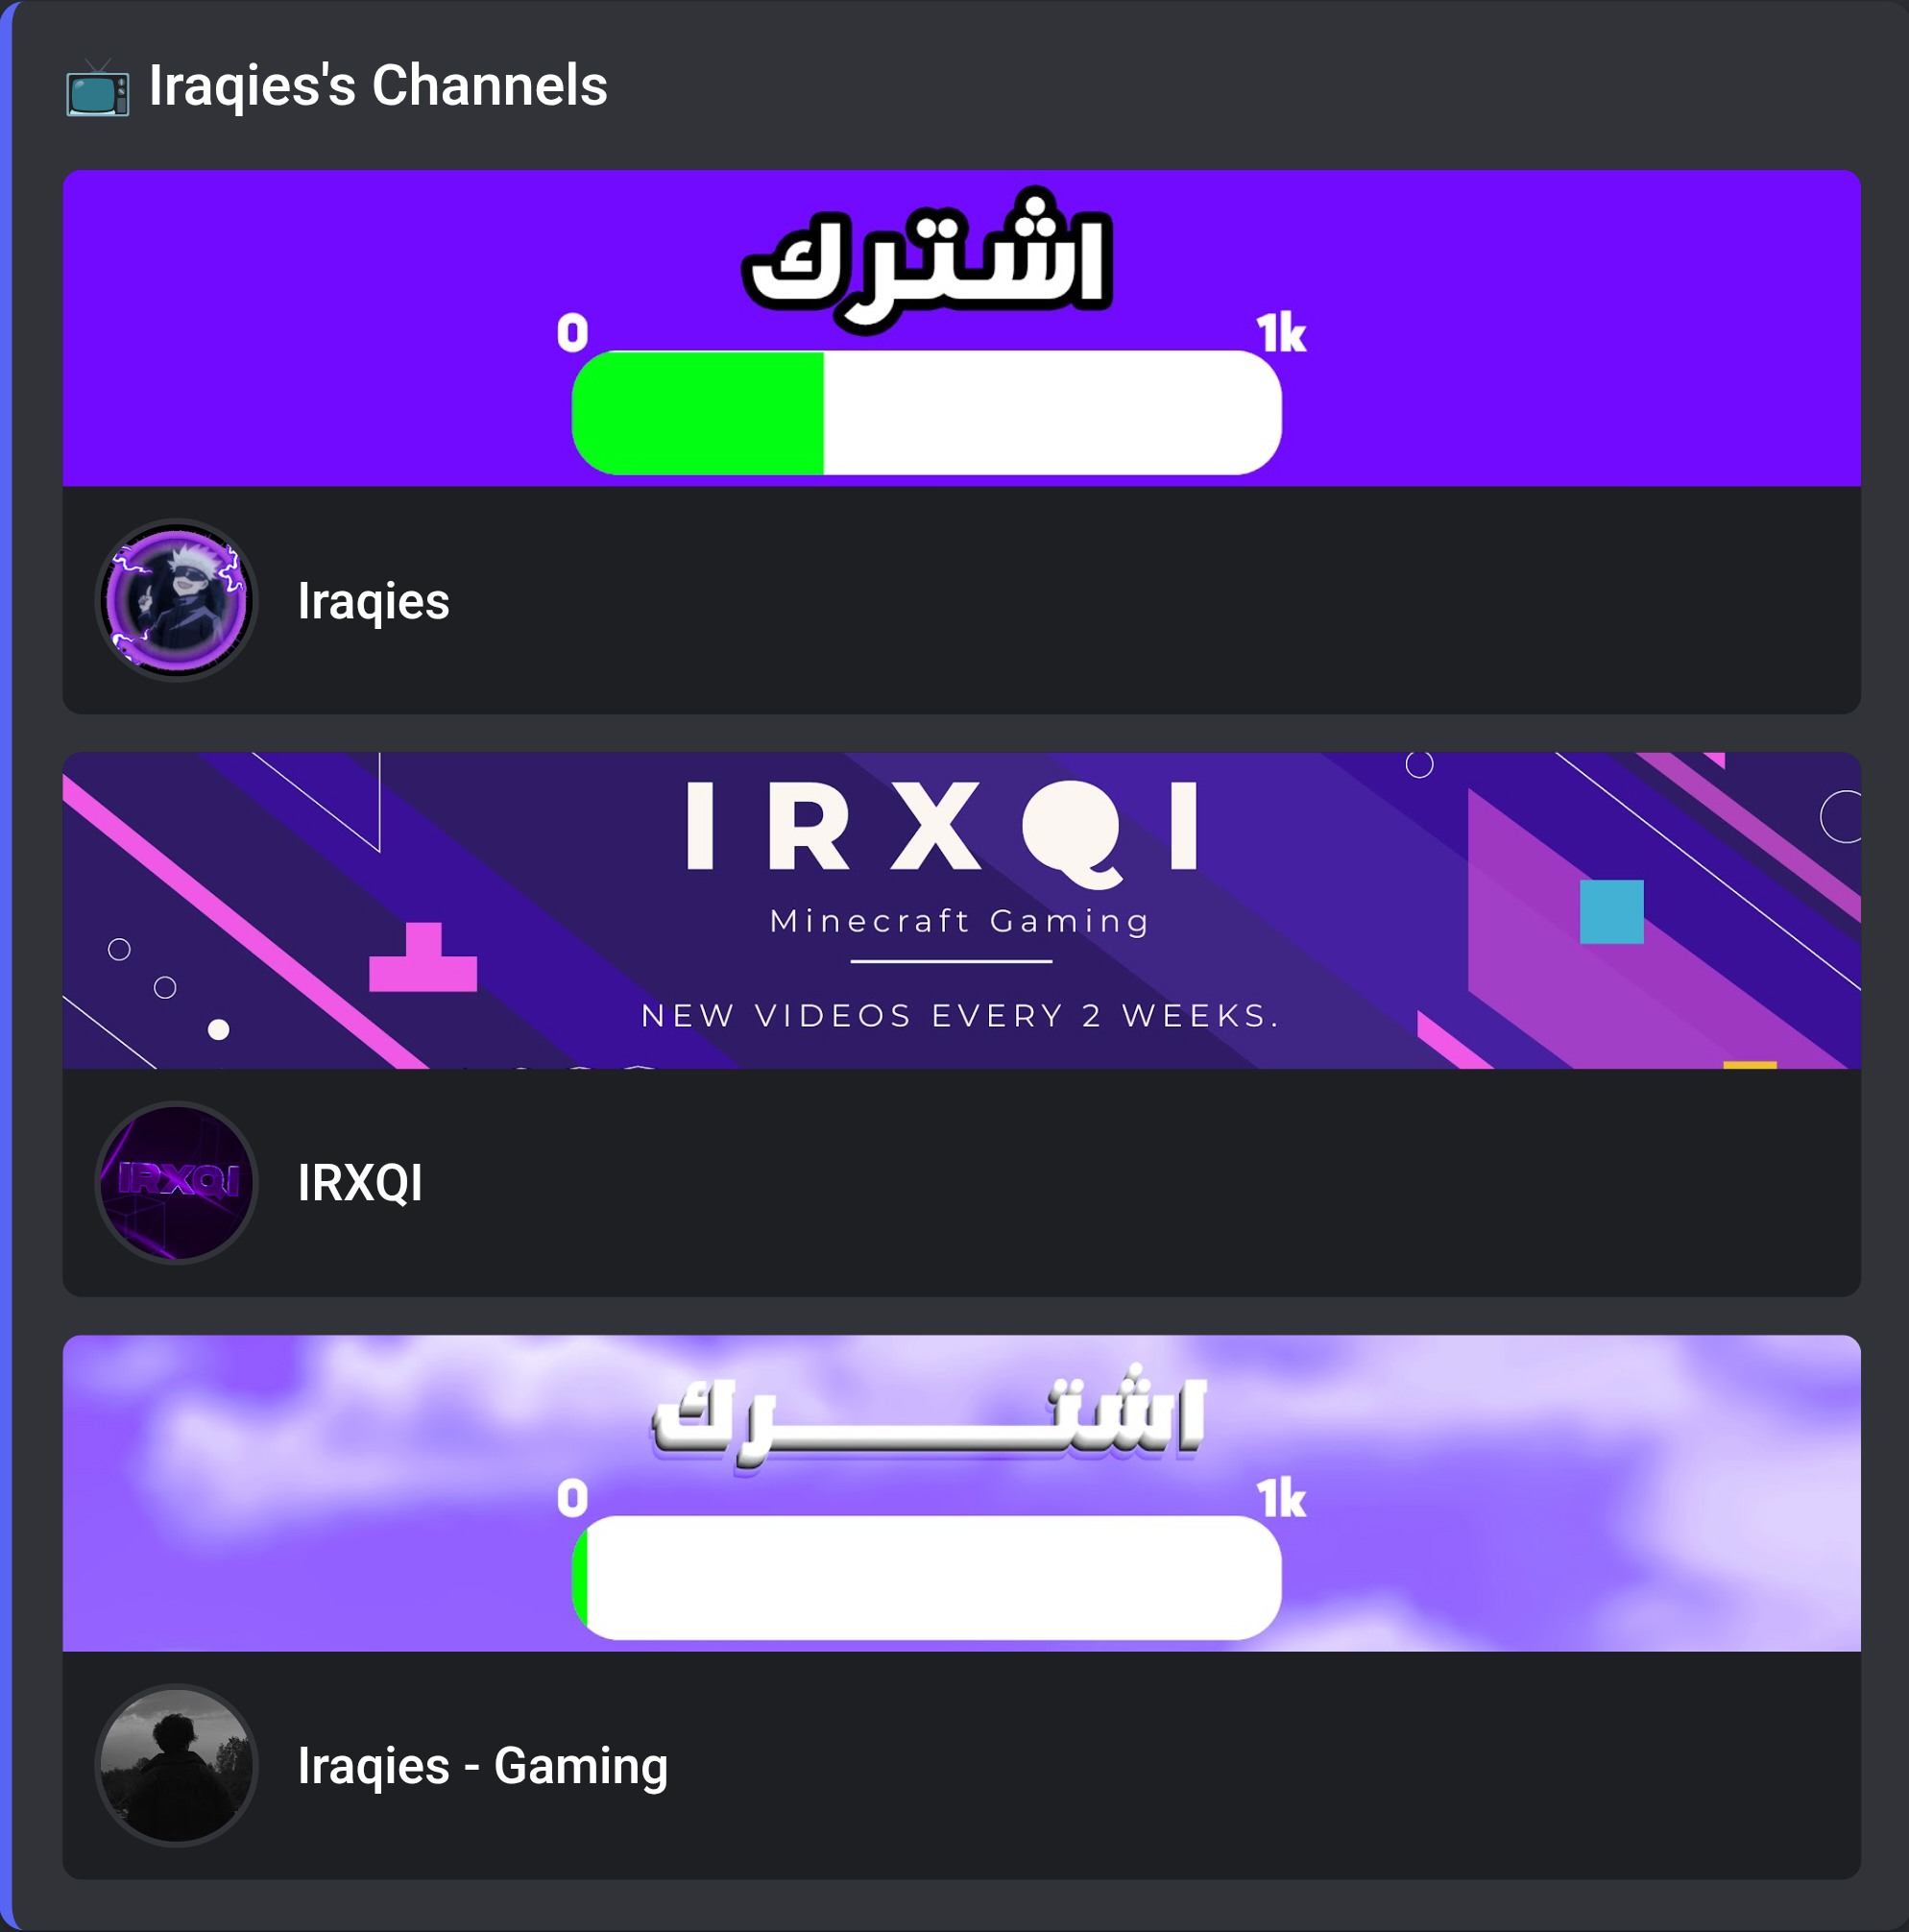 Iraqies's Channels
اشترك
0 1k
Iraqies
IRXQI
Minecraft Gaming
NEW VIDEOS EVERY 2 WEEKS.
IRXQI
IRXQI
اشتـــــــــرك
0 1k
Iraqies - Gaming